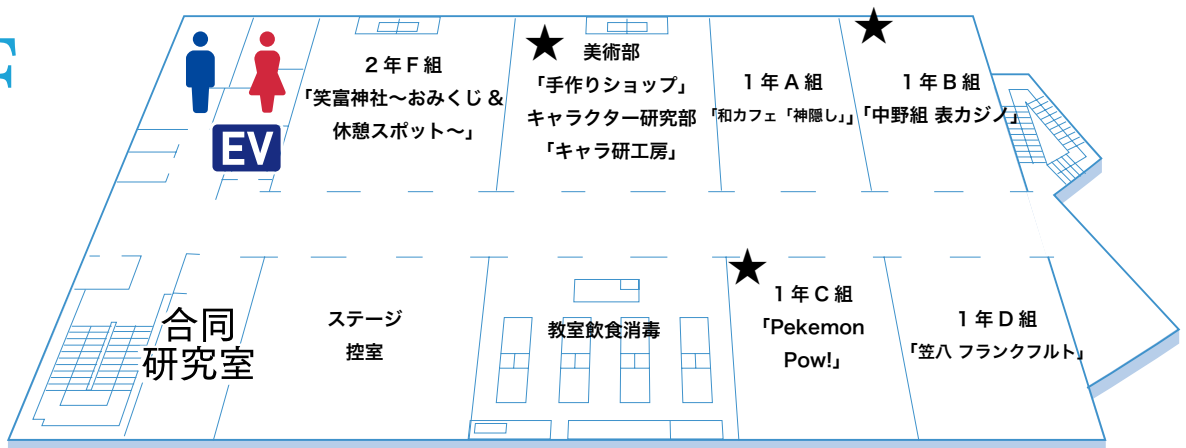 F
2年F組
「笑富神社〜おみくじ &
休憩スポット〜」
美術部
「手作りショップ」
キャラクター研究部
「キャラ研工房」
1年A組
「和カフェ「神隠し」」
1年B組
「中野組 表カジノ」
EV
合同
研究室
ステージ
控室
教室飲食消毒
1年C組
「Pekemon
Pow!」
1年D組
「笠八 フランクフルト」